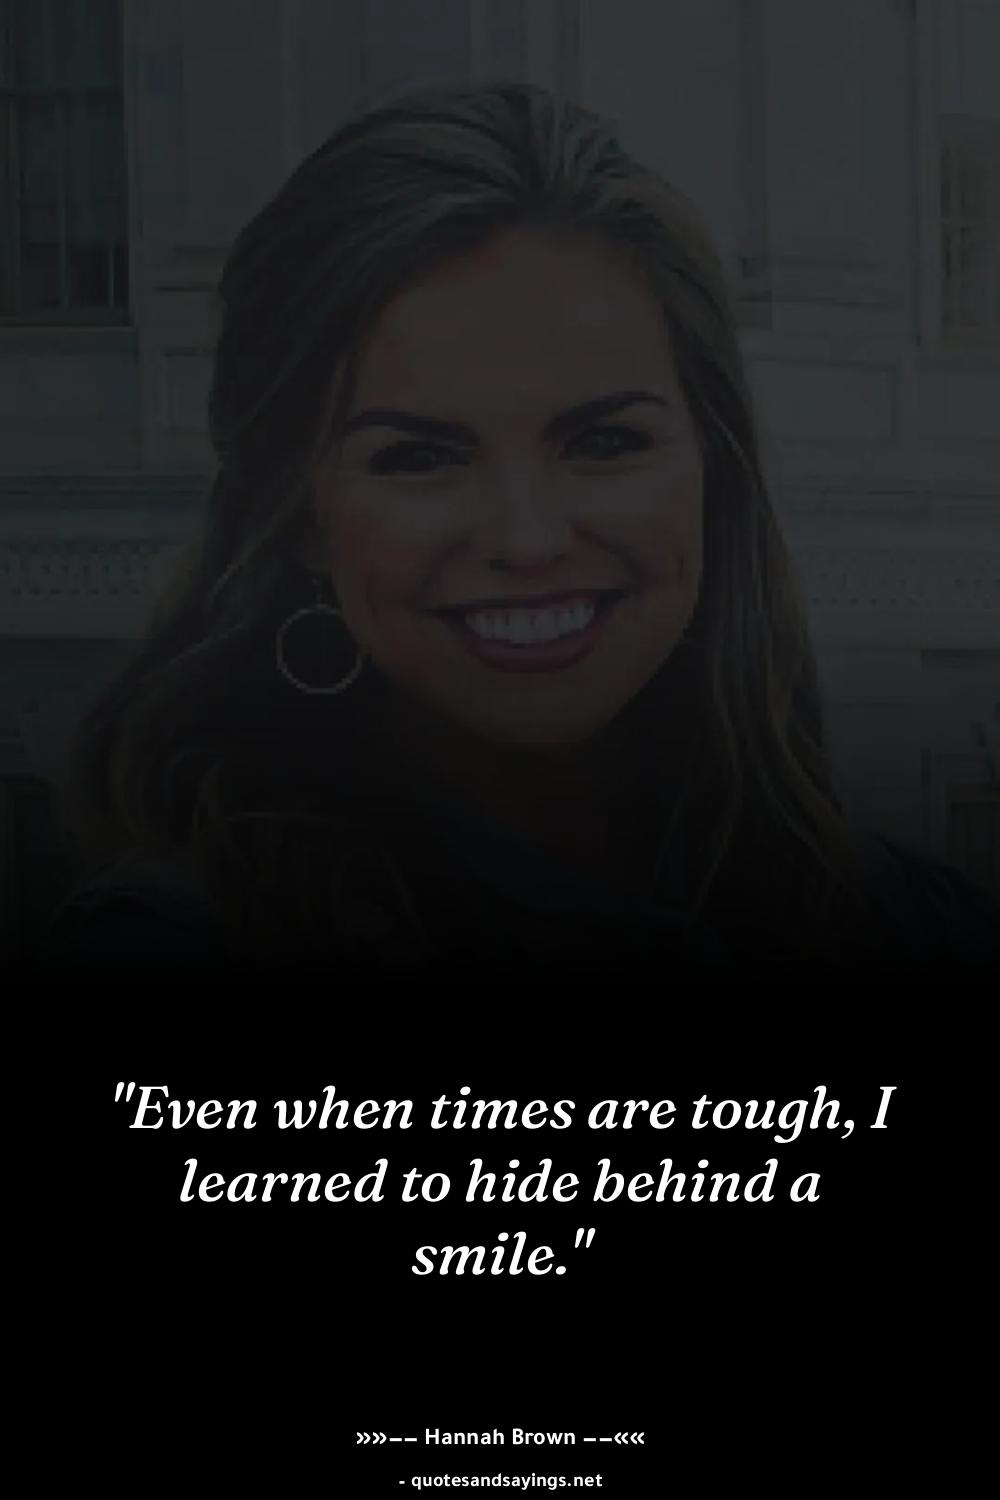 "Even when times are tough, I
learned to hide behind a
smile."
»»−− Hannah Brown −−««
- quotesandsayings.net